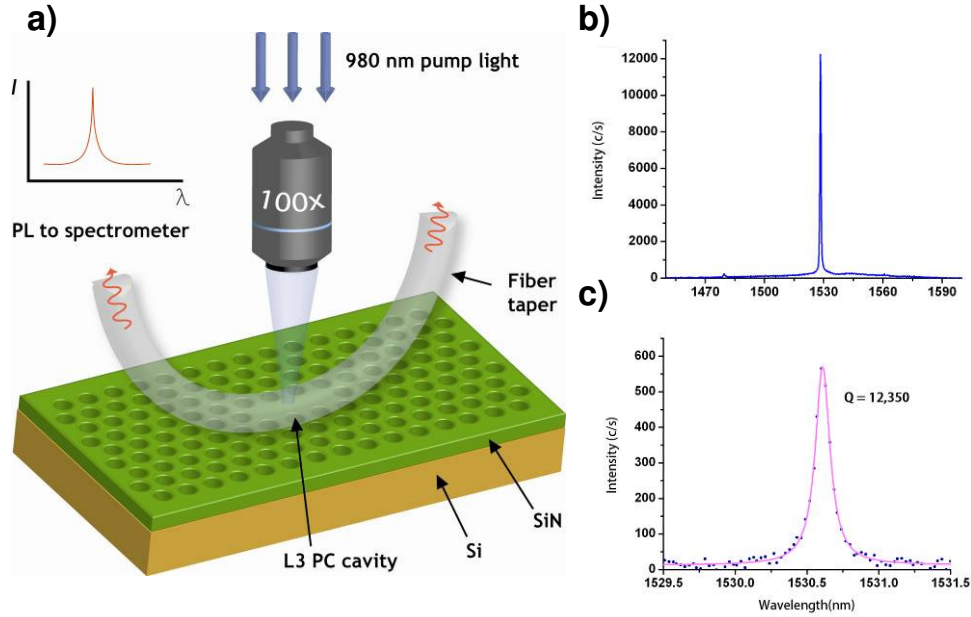 a)
980 nm pump light
I
λ
PL to spectrometer
100x
Fiber
taper
SiN
Si
L3 PC cavity
b)
Intensity (c/s)
12000
10000
8000
6000
4000
2000
0
1470
1500
1530
1560
1590
c)
Intensity (c/s)
600
500
400
300
200
100
0
Q = 12,350
1529.5
1530.0
1530.5
1531.0
1531.5
Wavelength(nm)